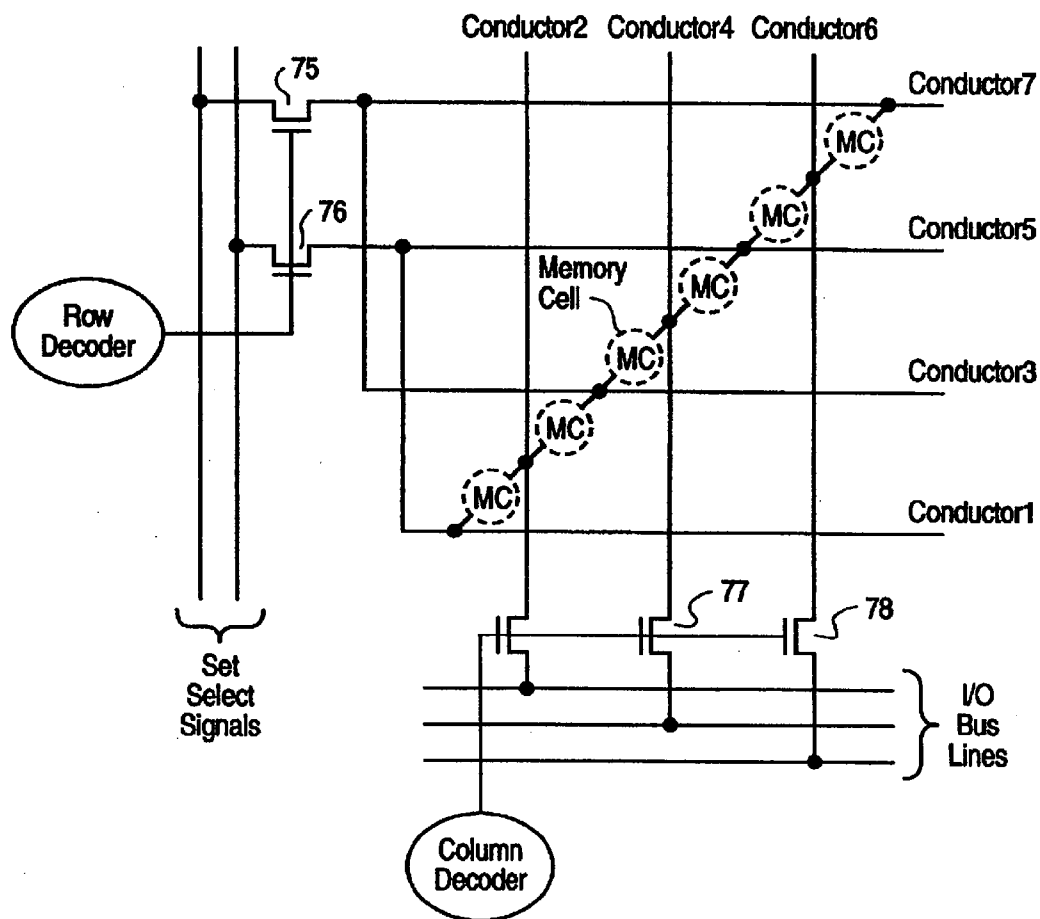 Conductor2 Conductor4 Conductor6
75
Conductor7
MC
76
MC
Conductor5
Memory
Cell
MC
Row
Decoder
MC
Conductor3
MC
MC
Conductor1
77
78
Set
Select
Signals
I/O
Bus
Lines
Column
Decoder